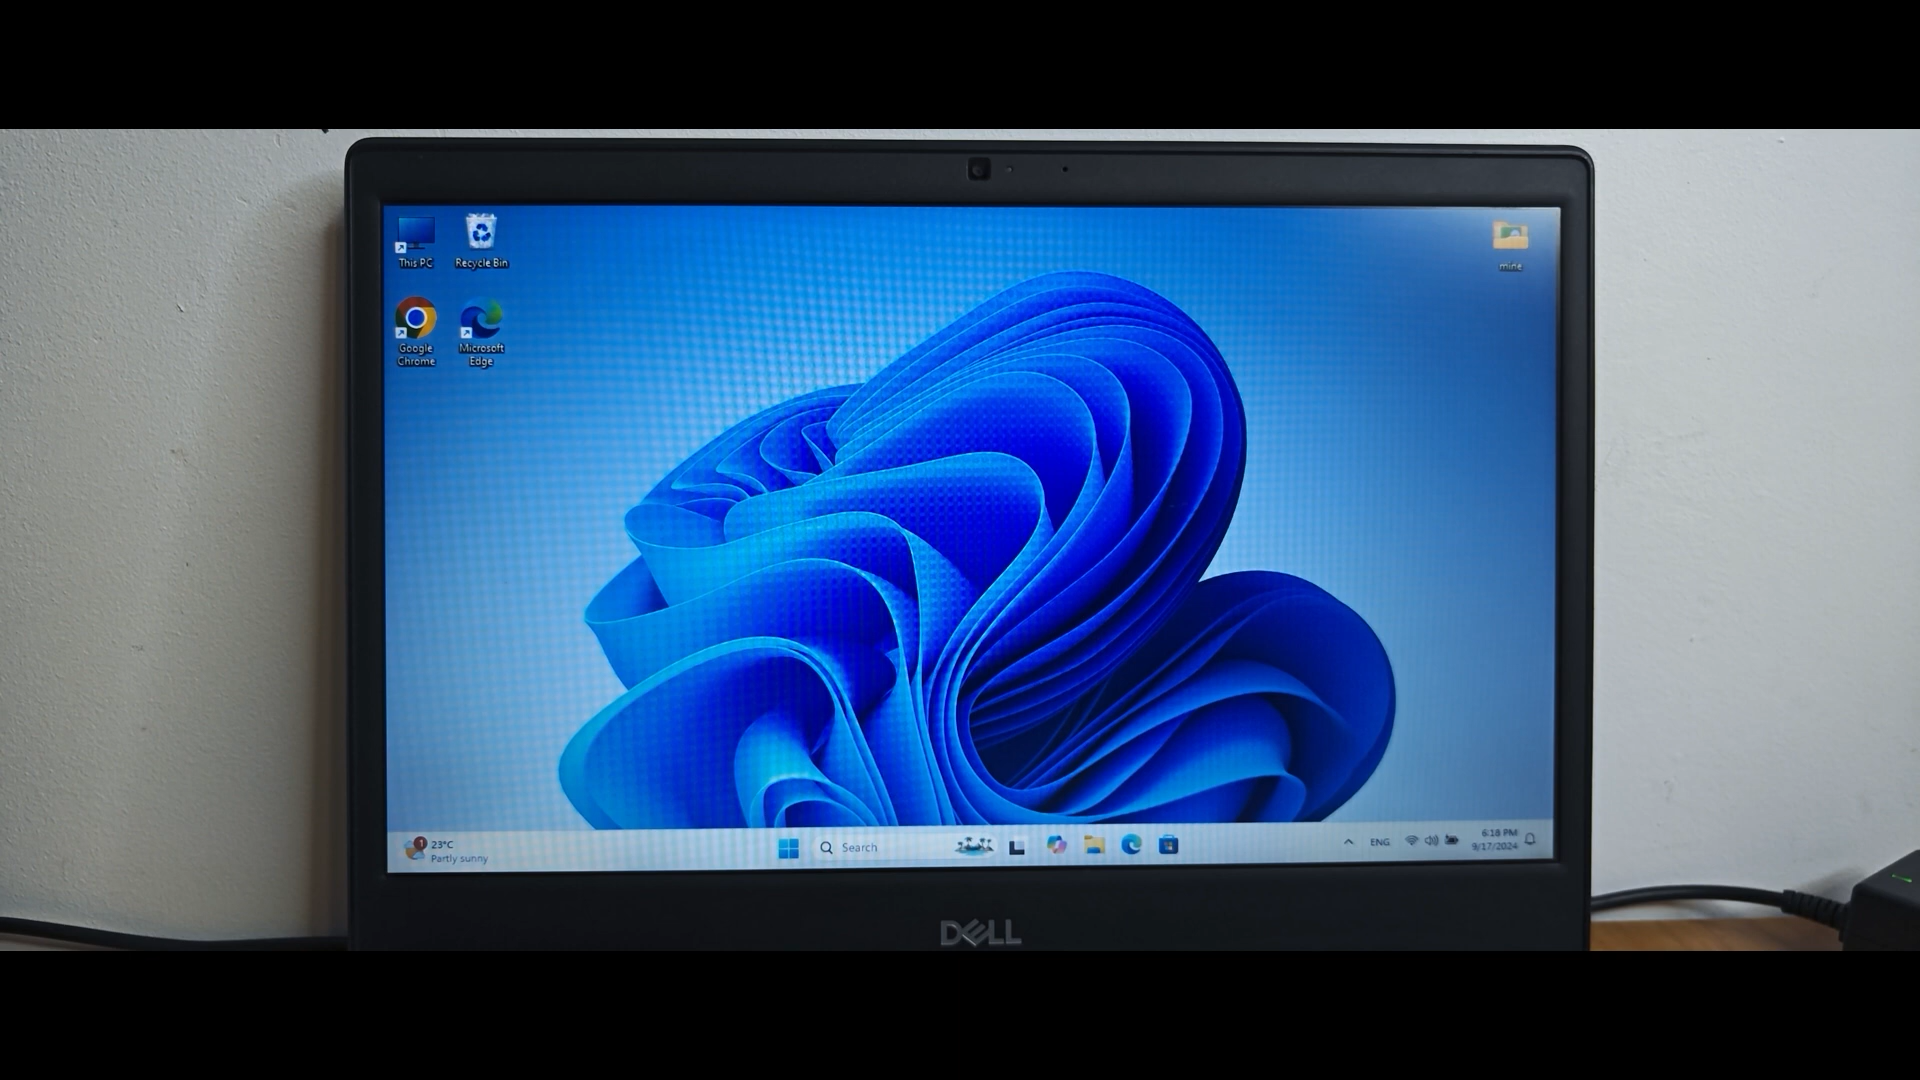 This PC
Recycle Bin
mine
Google
Chrome
Microsoft
Edge
1
23°C
Partly sunny
Search
ENG
6:18 PM
9/17/2024
DELL